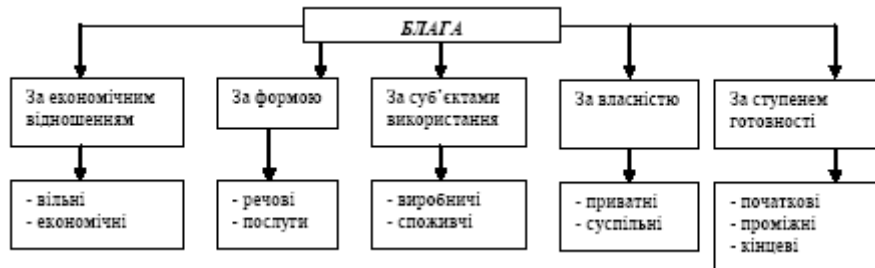 БЛАГА
За економічним
відношенням
За формою
За суб’єктами
використання
За власністю
За ступенем
готовності
- вільні
- економічні
- речові
- послуги
- виробничі
- споживчі
- приватні
- суспільні
- початкові
- проміжні
- кінцеві